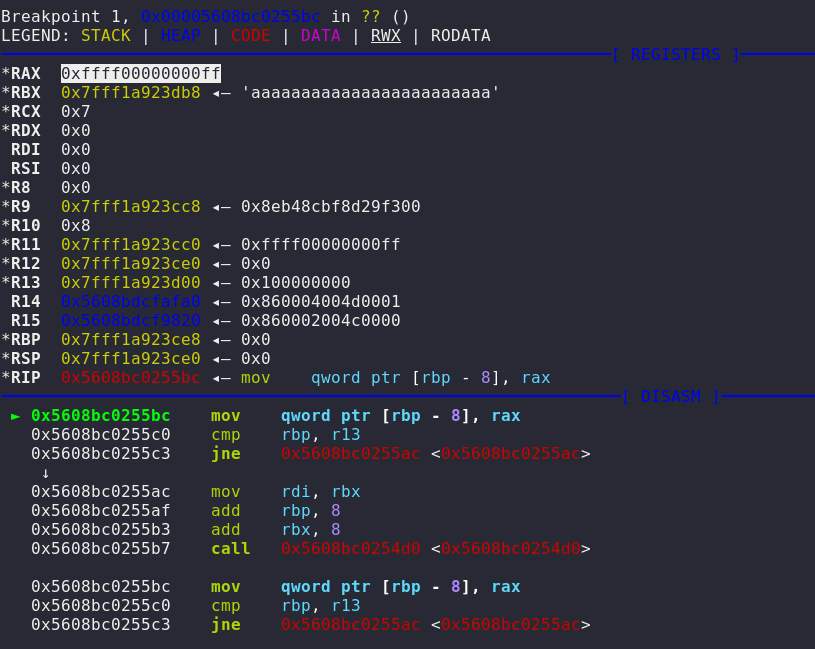 Breakpoint 1, 0x00005608bc0255bc in ?? ()
LEGEND: STACK | HEAP | CODE | DATA | RWX | RODATA
[ REGISTERS ]
*RAX  0xffff00000000ff
*RBX  0x7fff1a923db8 ◂— 'aaaaaaaaaaaaaaaaaaaaaaaa'
*RCX  0x7
*RDX  0x0
 RDI  0x0
 RSI  0x0
*R8   0x0
*R9   0x7fff1a923cc8 ◂— 0x8eb48cbf8d29f300
*R10  0x8
*R11  0x7fff1a923cc0 ◂— 0xffff00000000ff
*R12  0x7fff1a923ce0 ◂— 0x0
*R13  0x7fff1a923d00 ◂— 0x100000000
 R14  0x5608bdcfafa0 ◂— 0x860004004d0001
 R15  0x5608bdcf9820 ◂— 0x860002004c0000
*RBP  0x7fff1a923ce8 ◂— 0x0
*RSP  0x7fff1a923ce0 ◂— 0x0
*RIP  0x5608bc0255bc ◂— mov    qword ptr [rbp - 8], rax
[ DISASM ]
 ► 0x5608bc0255bc    mov    qword ptr [rbp - 8], rax
   0x5608bc0255c0    cmp    rbp, r13
   0x5608bc0255c3    jne    0x5608bc0255ac <0x5608bc0255ac>
    ↓
   0x5608bc0255ac    mov    rdi, rbx
   0x5608bc0255af    add    rbp, 8
   0x5608bc0255b3    add    rbx, 8
   0x5608bc0255b7    call   0x5608bc0254d0 <0x5608bc0254d0>
   0x5608bc0255bc    mov    qword ptr [rbp - 8], rax
   0x5608bc0255c0    cmp    rbp, r13
   0x5608bc0255c3    jne    0x5608bc0255ac <0x5608bc0255ac>